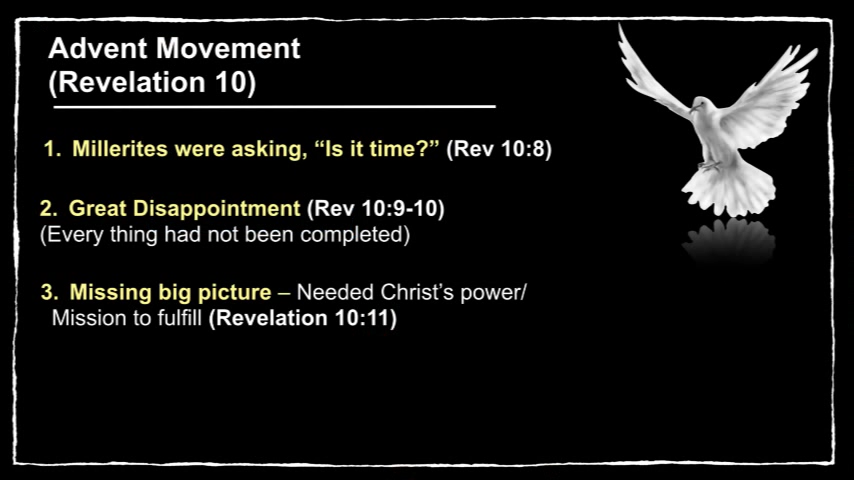 Advent Movement
(Revelation 10)
1. Millerites were asking, “Is it time?” (Rev 10:8)
2. Great Disappointment (Rev 10:9-10)
(Every thing had not been completed)
3. Missing big picture – Needed Christ’s power/
Mission to fulfill (Revelation 10:11)